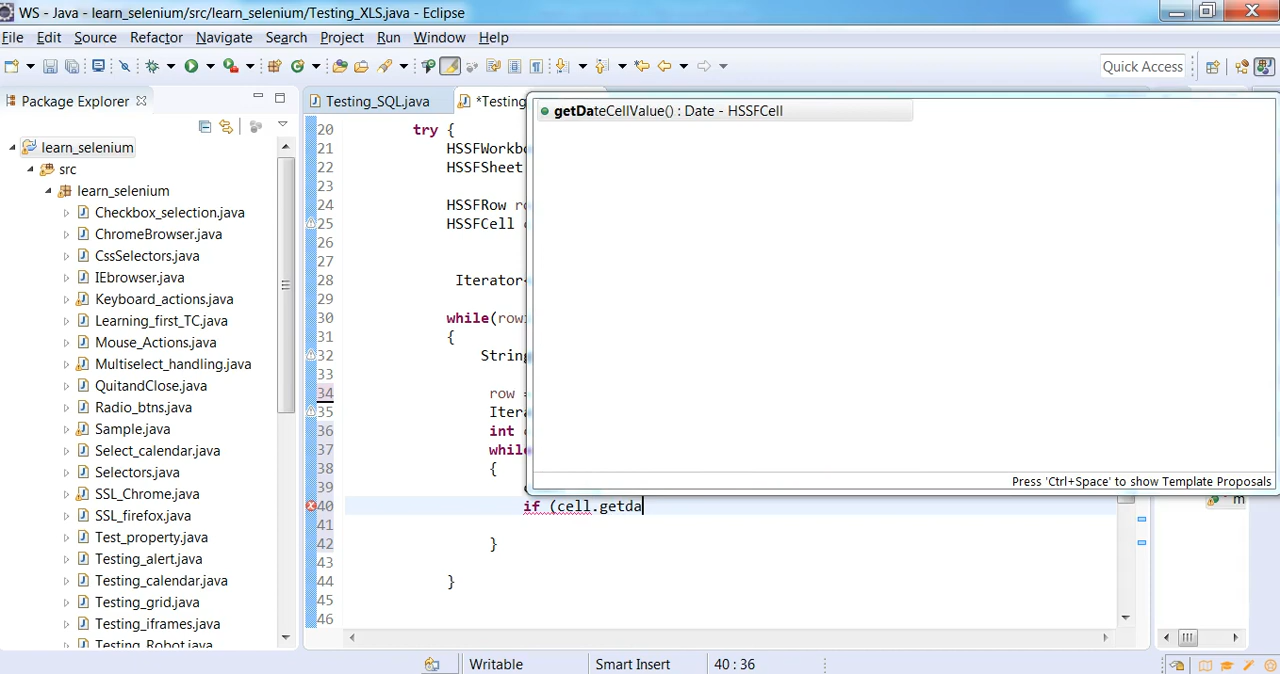 WS - Java - learn_selenium/src/learn_selenium/Testing_XLS.java - Eclipse
File Edit Source Refactor Navigate Search Project Run Window Help
Quick Access
Package Explorer
Testing_SQL.java *Testing
getDateCellValue() : Date - HSSFCell
Press 'Ctrl+Space' to show Template Proposals
learn_selenium
src
learn_selenium
Checkbox_selection.java
ChromeBrowser.java
CssSelectors.java
IEbrowser.java
Keyboard_actions.java
Learning_first_TC.java
Mouse_Actions.java
Multiselect_handling.java
QuitandClose.java
Radio_btns.java
Sample.java
Select_calendar.java
Selectors.java
SSL_Chrome.java
SSL_firefox.java
Test_property.java
Testing_alert.java
Testing_calendar.java
Testing_grid.java
Testing_iframes.java
Testing_Robot.java
20 try {
21 HSSFWorkbo
22 HSSFSheet
23
24 HSSFRow ro
25 HSSFCell c
26
27
28 Iterator<
29
30 while(rowi
31 {
32 String
33
34 row =
35 Itera
36 int c
37 while
38 {
39 c
40 if (cell.getda
41
42 }
43
44 }
45
46
m
Writable Smart Insert 40 : 36